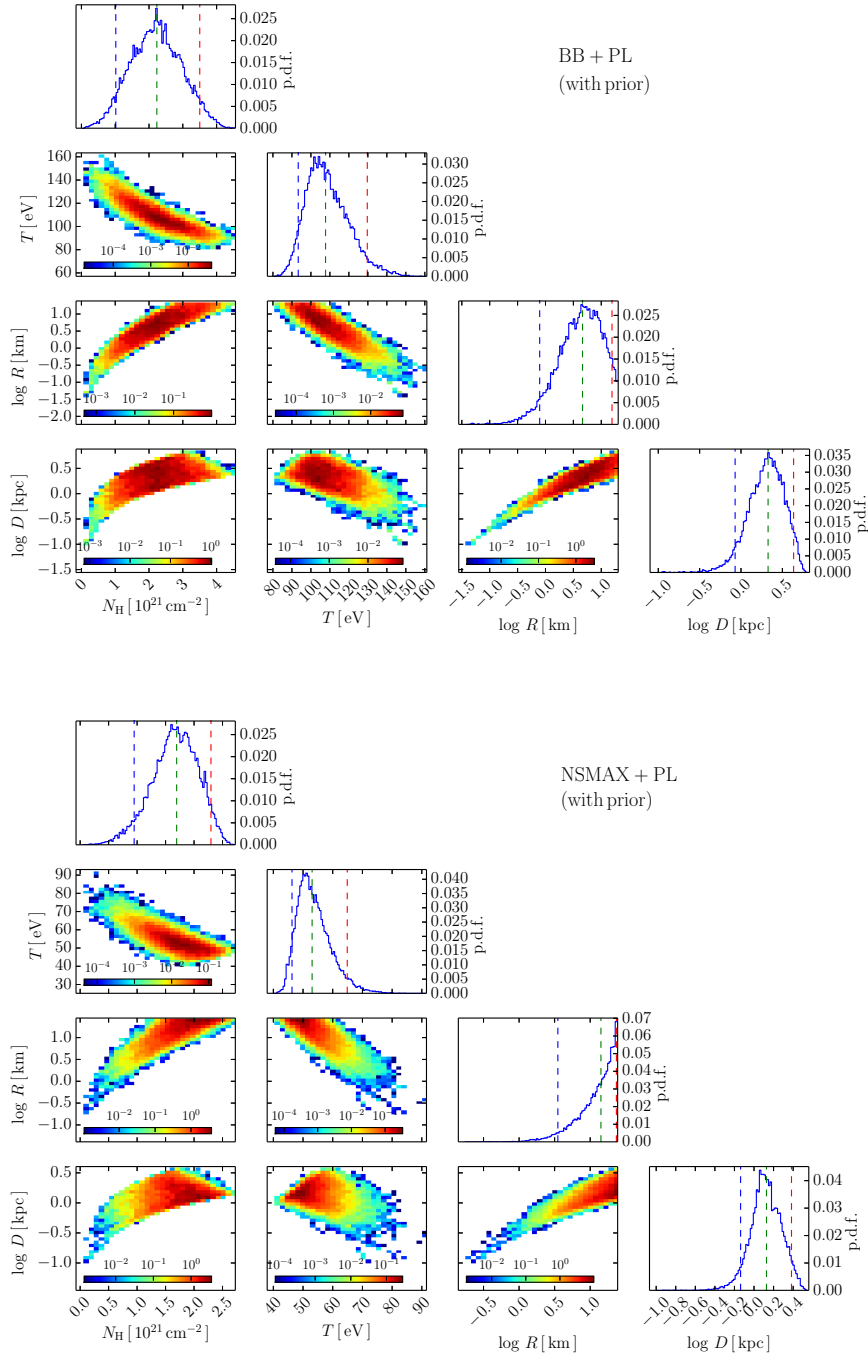 0.025
0.020
0.015
0.010
0.005
0.000
p.d.f.
BB + PL
(with prior)
160
140
120
100
80
60
T [ eV]
10⁻⁴ 10⁻³ 10⁻²
0.030
0.025
0.020
0.015
0.010
0.005
0.000
p.d.f.
1.0
0.5
0.0
−0.5
−1.0
−1.5
−2.0
log R [ km]
10⁻³ 10⁻² 10⁻¹
10⁻⁴ 10⁻³ 10⁻²
0.025
0.020
0.015
0.010
0.005
0.000
p.d.f.
0.5
0.0
−0.5
−1.0
−1.5
log D [ kpc]
10⁻³ 10⁻² 10⁻¹ 10⁰
10⁻⁴ 10⁻³ 10⁻²
10⁻² 10⁻¹ 10⁰
0.035
0.030
0.025
0.020
0.015
0.010
0.005
0.000
p.d.f.
0 1 2 3 4
N_H [ 10²¹ cm⁻²]
80 90 100 110 120 130 140 150 160
T [ eV]
−1.5 −1.0 −0.5 0.0 0.5 1.0
log R [ km]
−1.0 −0.5 0.0 0.5
log D [ kpc]
0.025
0.020
0.015
0.010
0.005
0.000
p.d.f.
NSMAX + PL
(with prior)
90
80
70
60
50
40
30
T [ eV]
10⁻⁴ 10⁻³ 10⁻² 10⁻¹
0.040
0.035
0.030
0.025
0.020
0.015
0.010
0.005
0.000
p.d.f.
1.0
0.5
0.0
−0.5
−1.0
log R [ km]
10⁻² 10⁻¹ 10⁰
10⁻⁴ 10⁻³ 10⁻² 10⁻¹
0.07
0.06
0.05
0.04
0.03
0.02
0.01
0.00
p.d.f.
0.5
0.0
−0.5
−1.0
log D [ kpc]
10⁻² 10⁻¹ 10⁰
10⁻⁴ 10⁻³ 10⁻² 10⁻¹
10⁻² 10⁻¹ 10⁰
0.04
0.03
0.02
0.01
0.00
p.d.f.
0.0 0.5 1.0 1.5 2.0 2.5
N_H [ 10²¹ cm⁻²]
40 50 60 70 80 90
T [ eV]
−0.5 0.0 0.5 1.0
log R [ km]
−1.0 −0.8 −0.6 −0.4 −0.2 0.0 0.2 0.4
log D [ kpc]